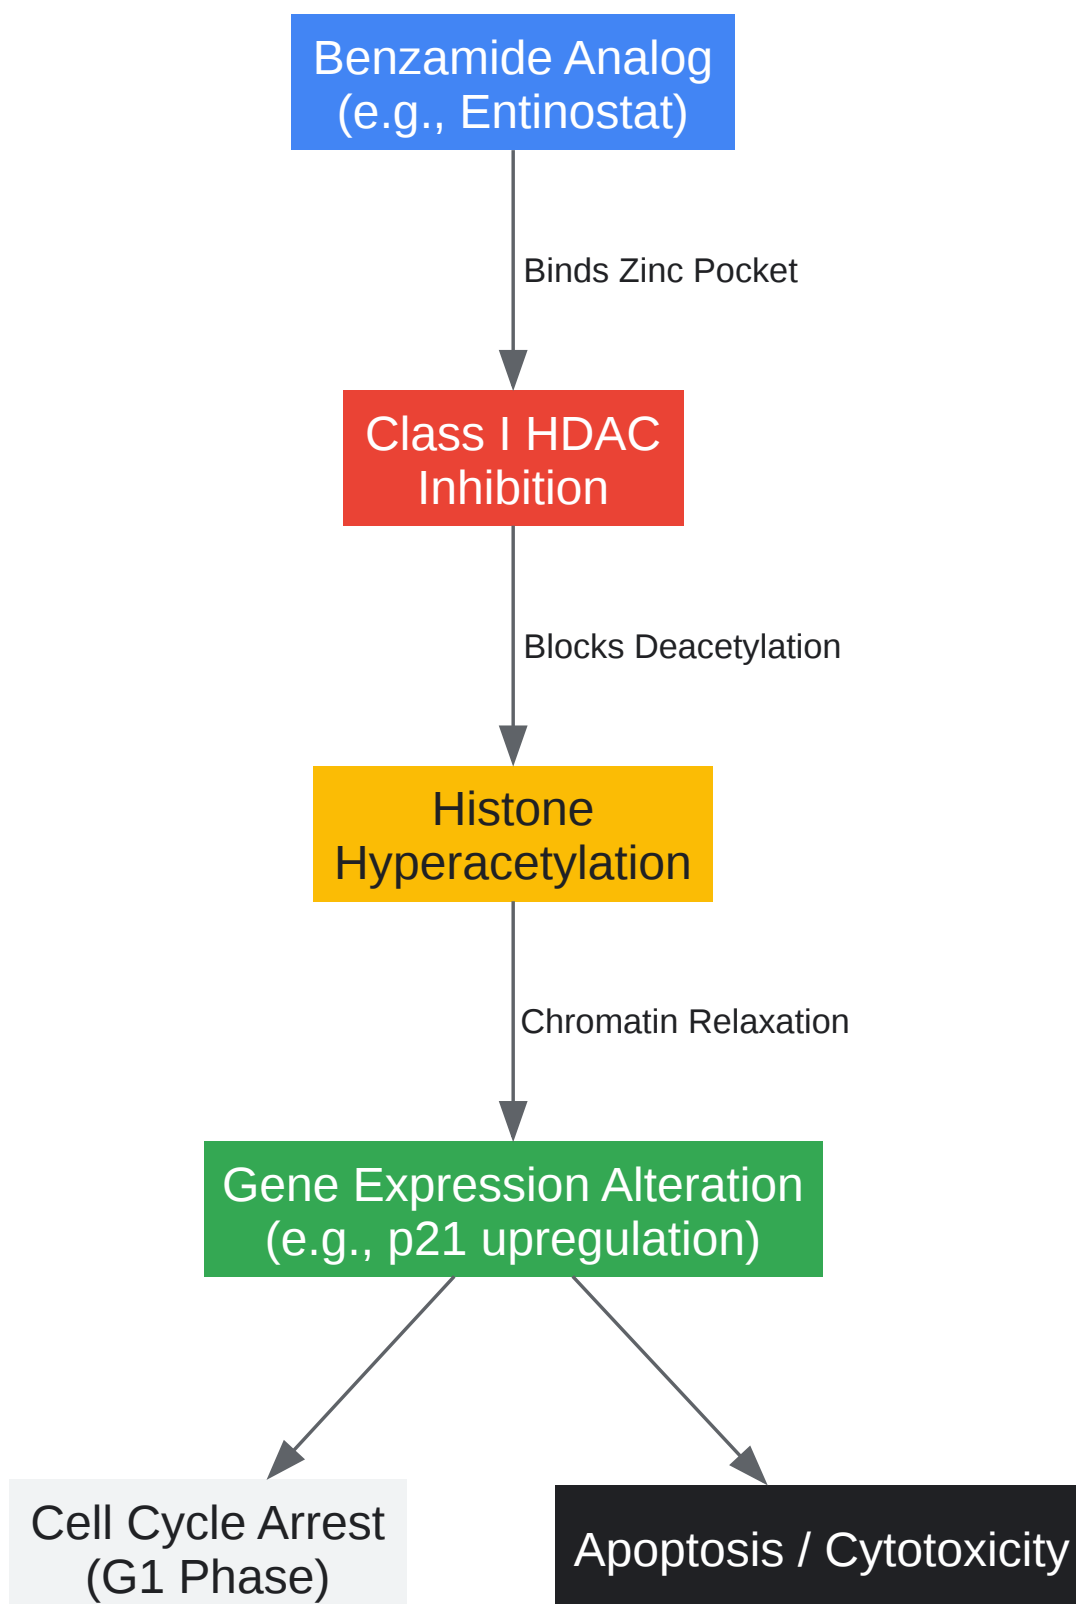 Benzamide Analog
(e.g., Entinostat)
Binds Zinc Pocket
Class I HDAC
Inhibition
Blocks Deacetylation
Histone
Hyperacetylation
Chromatin Relaxation
Gene Expression Alteration
(e.g., p21 upregulation)
Cell Cycle Arrest
(G1 Phase)
Apoptosis / Cytotoxicity